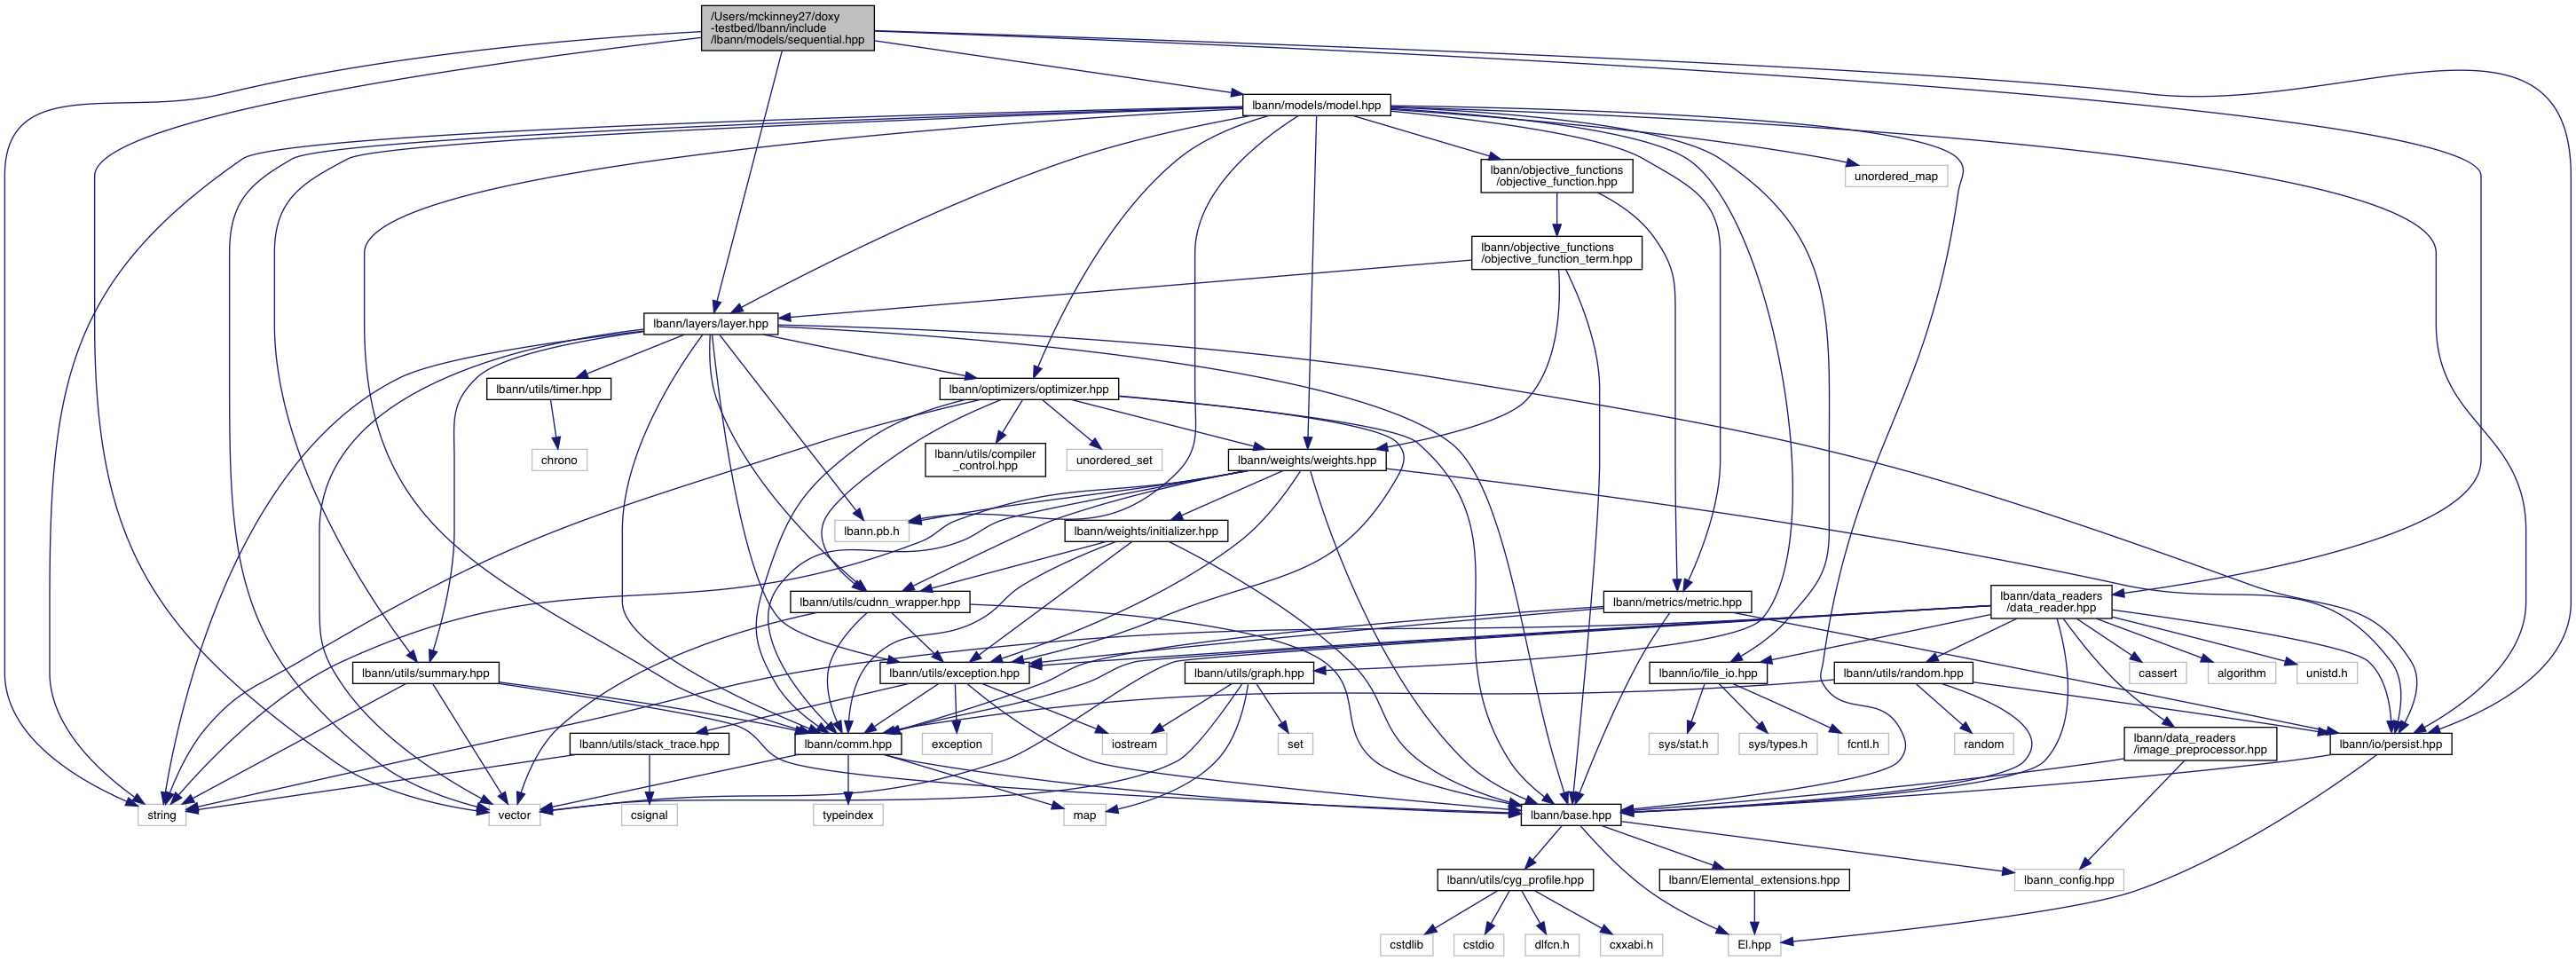 /Users/mckinney27/doxy
-testbed/lbann/include
/lbann/models/sequential.hpp
lbann/models/model.hpp
lbann/objective_functions
/objective_function.hpp
unordered_map
lbann/objective_functions
/objective_function_term.hpp
lbann/layers/layer.hpp
lbann/utils/timer.hpp
lbann/optimizers/optimizer.hpp
chrono
lbann/utils/compiler
_control.hpp
unordered_set
lbann/weights/weights.hpp
lbann.pb.h
lbann/weights/initializer.hpp
lbann/utils/cudnn_wrapper.hpp
lbann/metrics/metric.hpp
lbann/data_readers
/data_reader.hpp
lbann/utils/summary.hpp
lbann/utils/exception.hpp
lbann/utils/graph.hpp
lbann/io/file_io.hpp
lbann/utils/random.hpp
cassert
algorithm
unistd.h
lbann/utils/stack_trace.hpp
lbann/comm.hpp
exception
iostream
set
sys/stat.h
sys/types.h
fcntl.h
random
lbann/data_readers
/image_preprocessor.hpp
lbann/io/persist.hpp
string
vector
csignal
typeindex
map
lbann/base.hpp
lbann/utils/cyg_profile.hpp
lbann/Elemental_extensions.hpp
lbann_config.hpp
cstdlib
cstdio
dlfcn.h
cxxabi.h
El.hpp